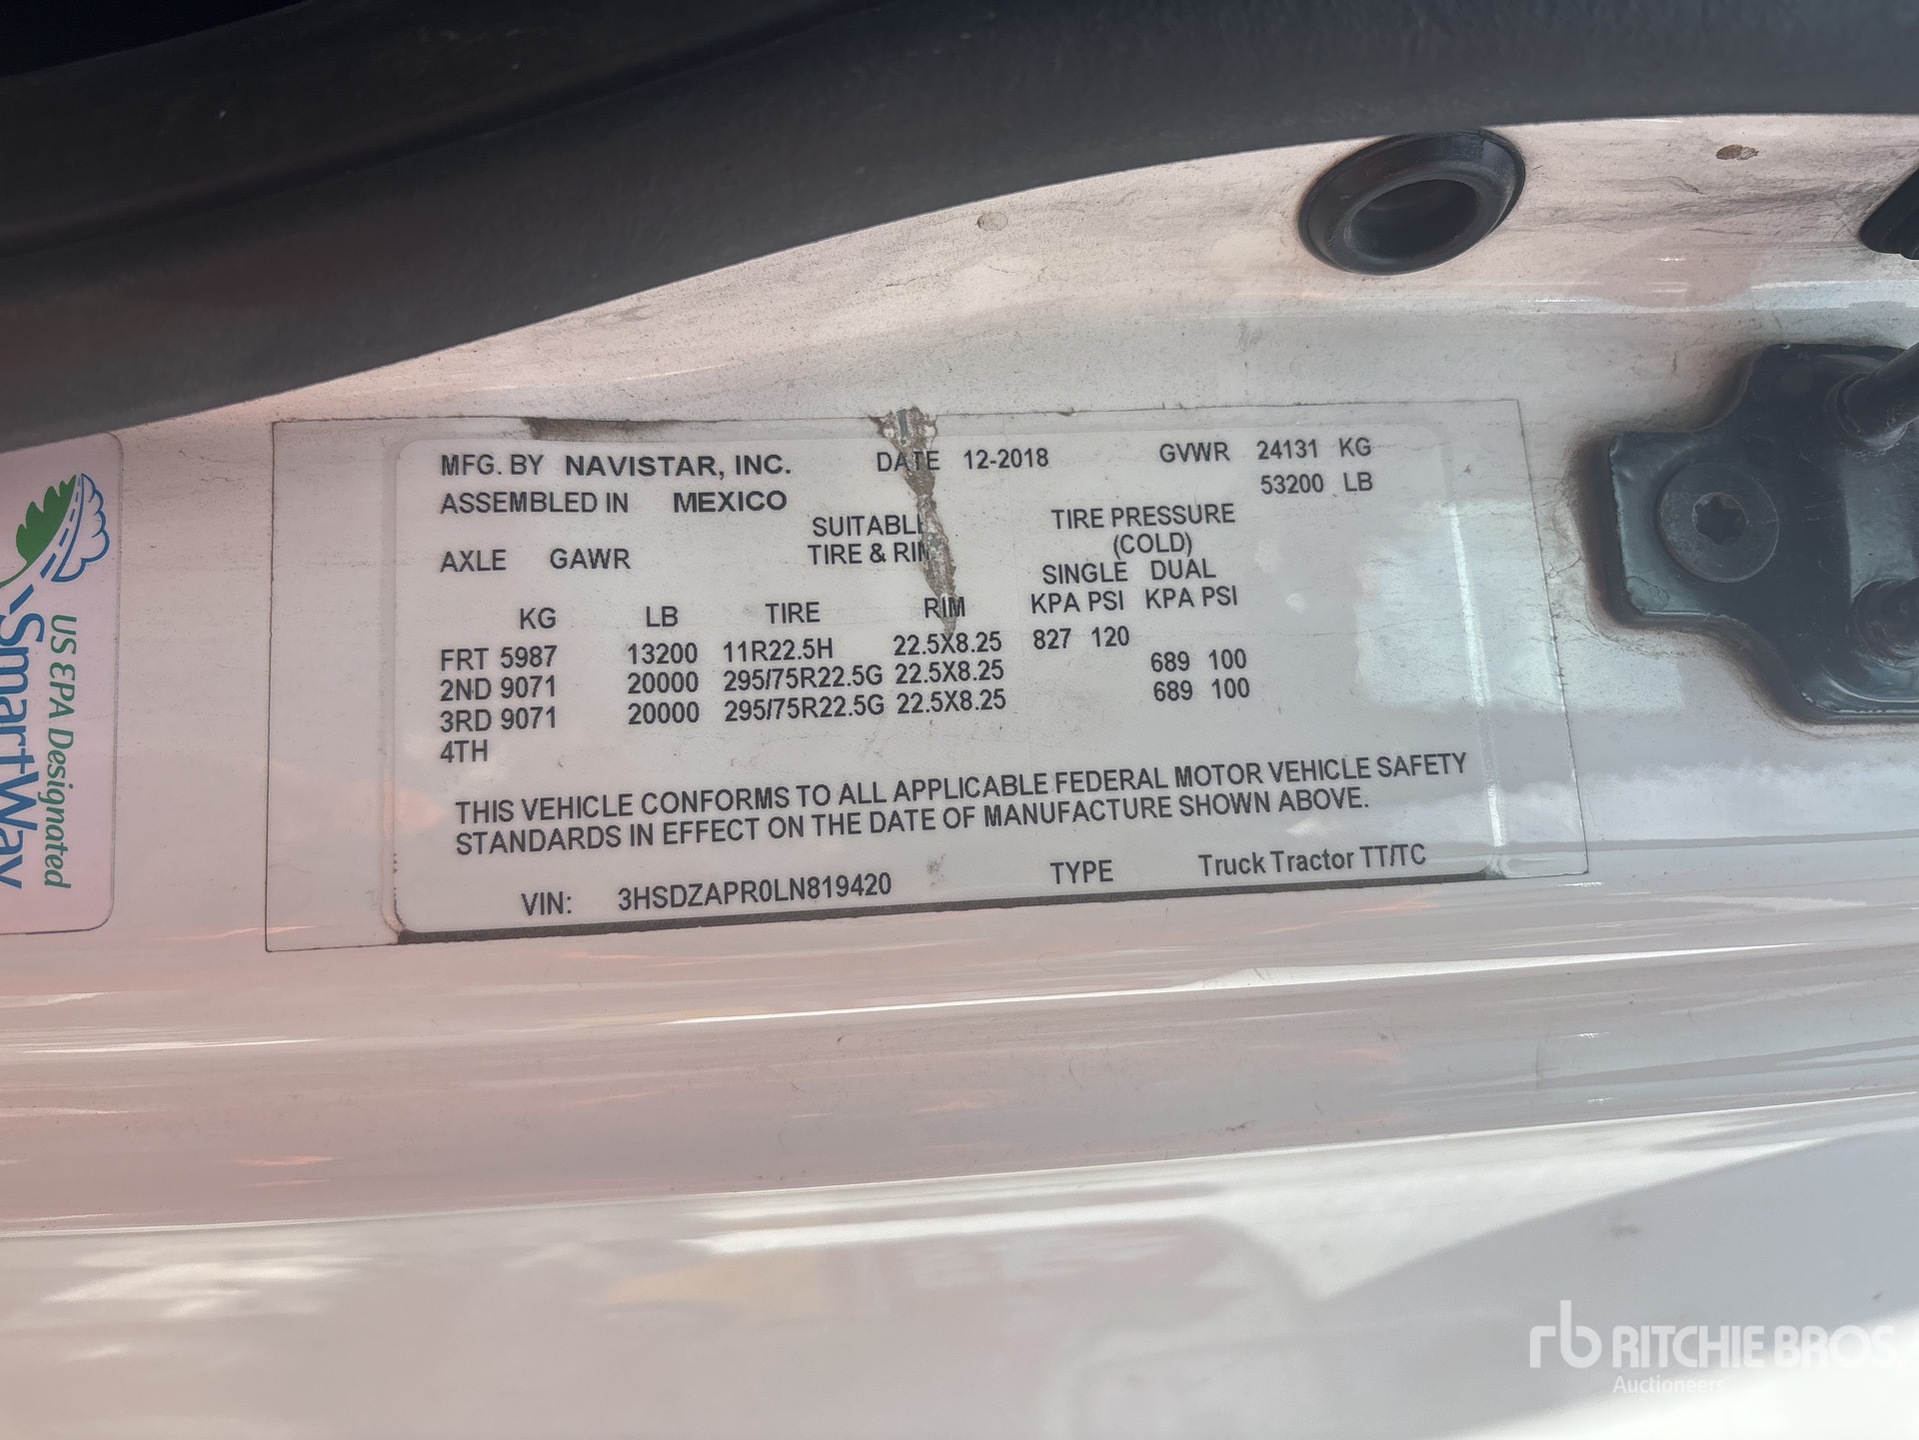 MFG. BY NAVISTAR, INC. DATE 12-2018 GVWR 24131 KG
53200 LB
ASSEMBLED IN MEXICO
SUITABLE TIRE PRESSURE
TIRE & RIM (COLD)
AXLE GAWR
SINGLE DUAL
KG LB TIRE RIM KPA PSI KPA PSI
FRT 5987 13200 11R22.5H 22.5X8.25 827 120
2ND 9071 20000 295/75R22.5G 22.5X8.25 689 100
3RD 9071 20000 295/75R22.5G 22.5X8.25 689 100
4TH
THIS VEHICLE CONFORMS TO ALL APPLICABLE FEDERAL MOTOR VEHICLE SAFETY
STANDARDS IN EFFECT ON THE DATE OF MANUFACTURE SHOWN ABOVE.
VIN: 3HSDZAPR0LN819420 TYPE Truck Tractor TT/TC
US EPA Designated
SmartWay
rb RITCHIE BROS.
Auctioneers